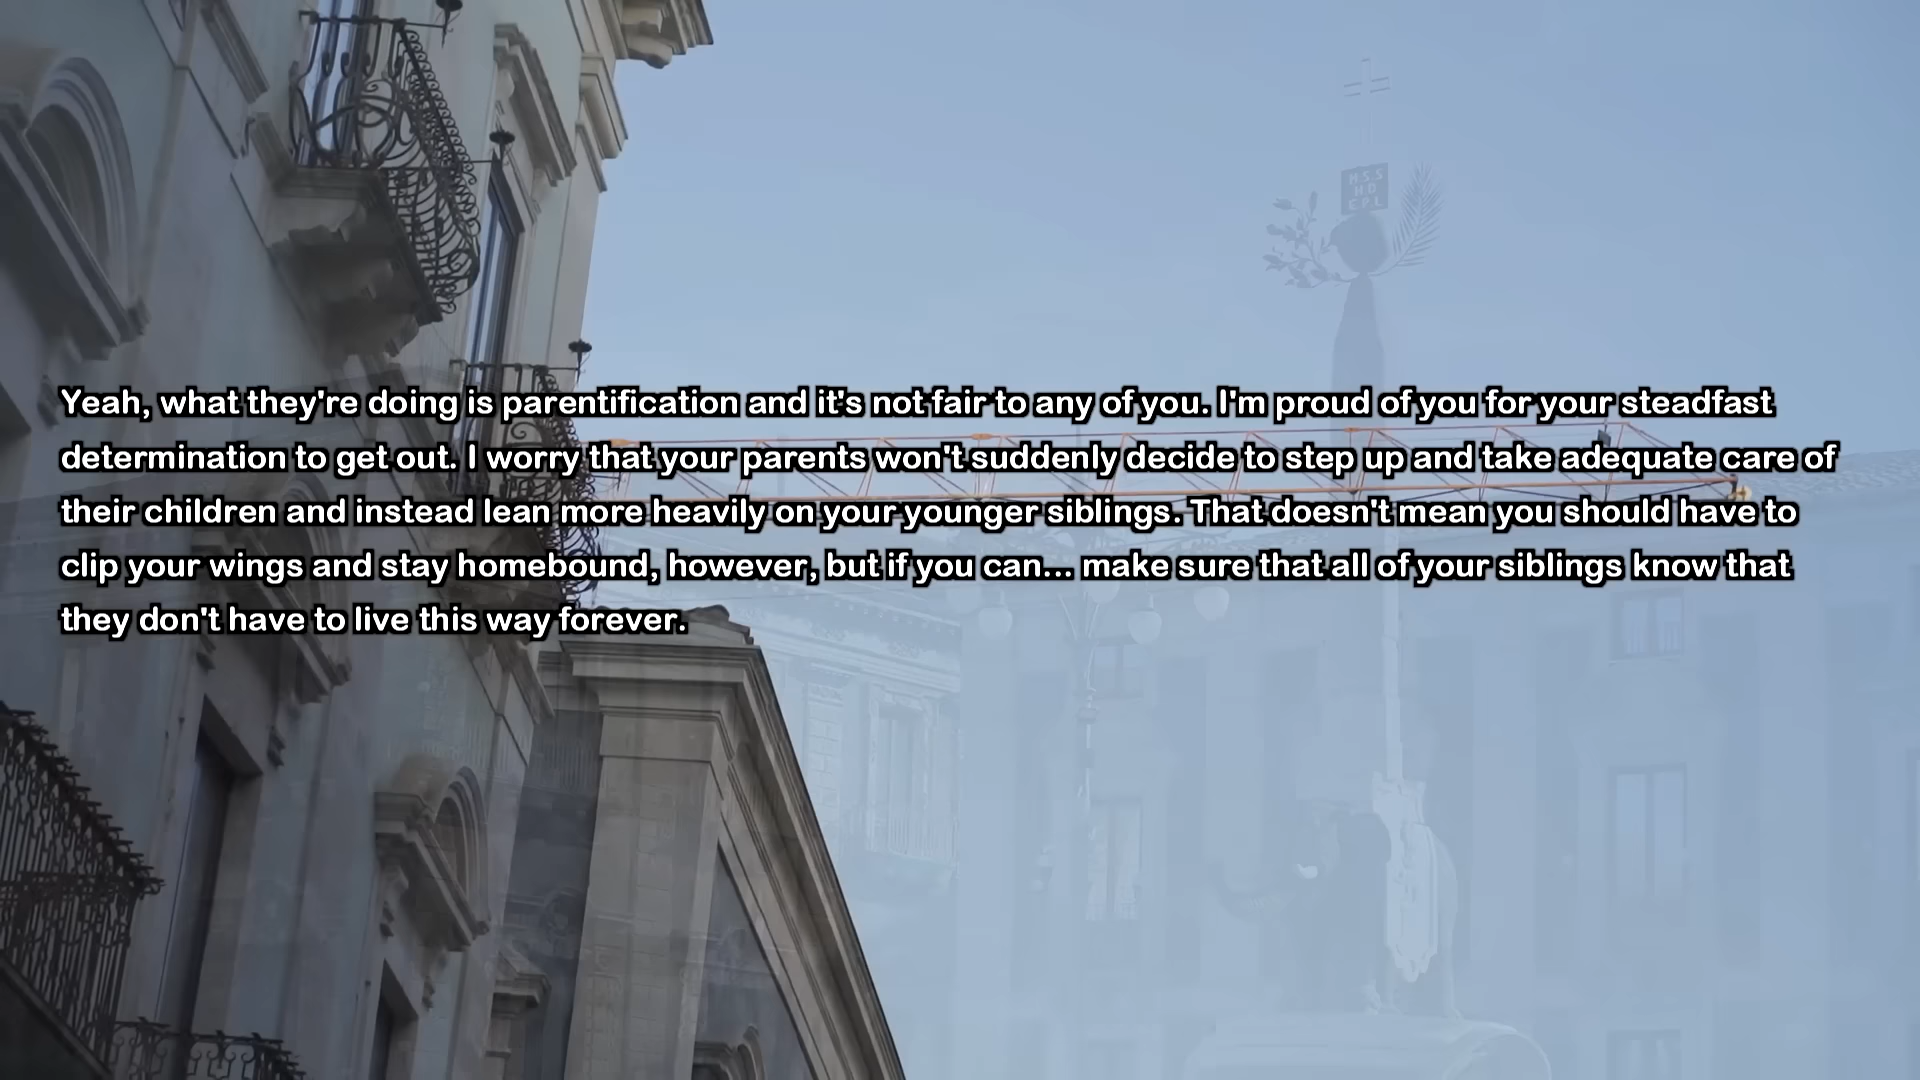 M.S.S
H.D
E.P.L
Yeah, what they're doing is parentification and it's not fair to any of you. I'm proud of you for your steadfast
determination to get out. I worry that your parents won't suddenly decide to step up and take adequate care of
their children and instead lean more heavily on your younger siblings. That doesn't mean you should have to
clip your wings and stay homebound, however, but if you can... make sure that all of your siblings know that
they don't have to live this way forever.